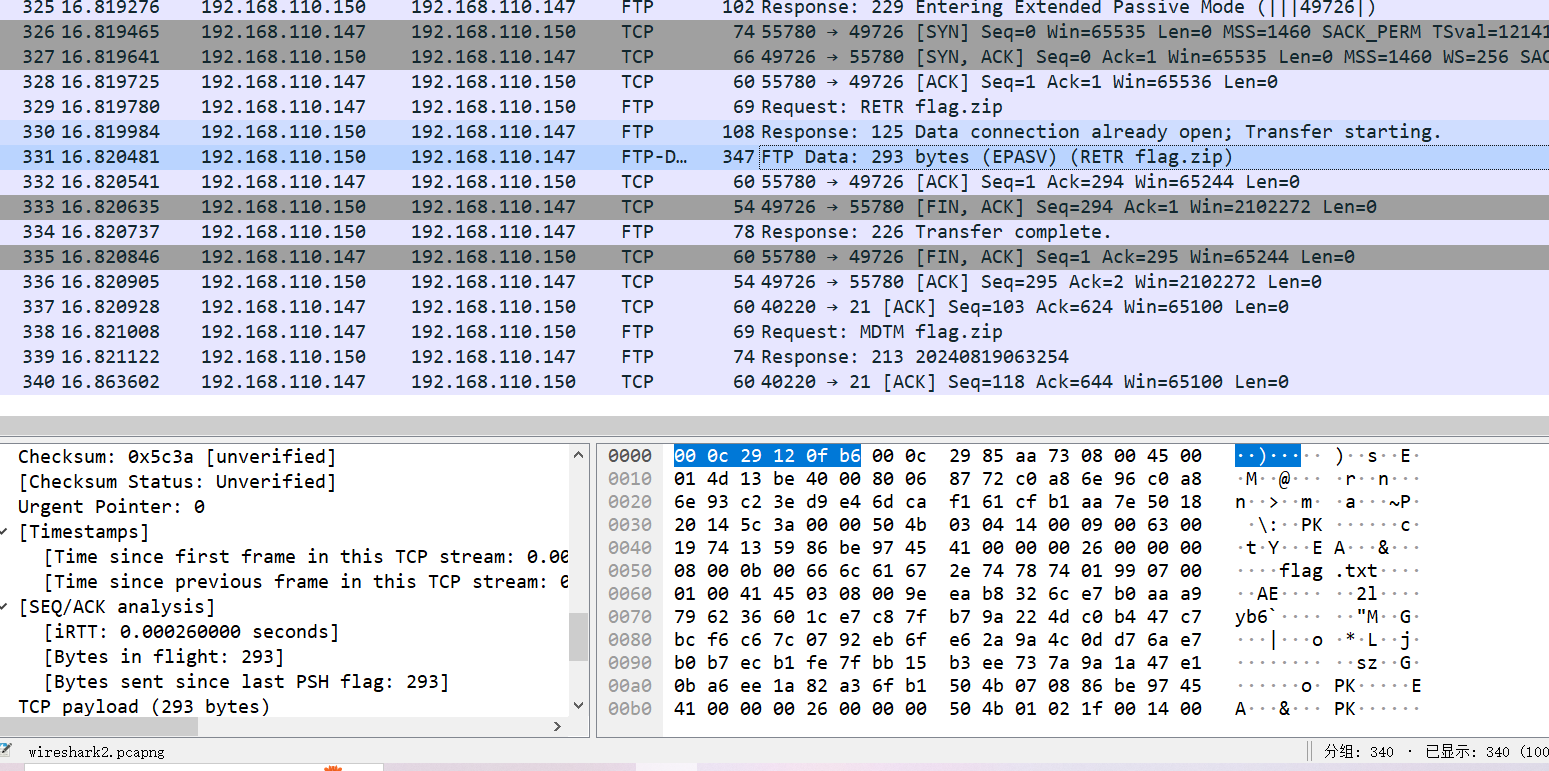 325 16.819276 192.168.110.150 192.168.110.147 FTP 102 Response: 229 Entering Extended Passive Mode (|||49726|)
326 16.819465 192.168.110.147 192.168.110.150 TCP 74 55780 → 49726 [SYN] Seq=0 Win=65535 Len=0 MSS=1460 SACK_PERM TSval=12141
327 16.819641 192.168.110.150 192.168.110.147 TCP 66 49726 → 55780 [SYN, ACK] Seq=0 Ack=1 Win=65535 Len=0 MSS=1460 WS=256 SAC
328 16.819725 192.168.110.147 192.168.110.150 TCP 60 55780 → 49726 [ACK] Seq=1 Ack=1 Win=65536 Len=0
329 16.819780 192.168.110.147 192.168.110.150 FTP 69 Request: RETR flag.zip
330 16.819984 192.168.110.150 192.168.110.147 FTP 108 Response: 125 Data connection already open; Transfer starting.
331 16.820481 192.168.110.150 192.168.110.147 FTP-D… 347 FTP Data: 293 bytes (EPASV) (RETR flag.zip)
332 16.820541 192.168.110.147 192.168.110.150 TCP 60 55780 → 49726 [ACK] Seq=1 Ack=294 Win=65244 Len=0
333 16.820635 192.168.110.150 192.168.110.147 TCP 54 49726 → 55780 [FIN, ACK] Seq=294 Ack=1 Win=2102272 Len=0
334 16.820737 192.168.110.150 192.168.110.147 FTP 78 Response: 226 Transfer complete.
335 16.820846 192.168.110.147 192.168.110.150 TCP 60 55780 → 49726 [FIN, ACK] Seq=1 Ack=295 Win=65244 Len=0
336 16.820905 192.168.110.150 192.168.110.147 TCP 54 49726 → 55780 [ACK] Seq=295 Ack=2 Win=2102272 Len=0
337 16.820928 192.168.110.147 192.168.110.150 TCP 60 40220 → 21 [ACK] Seq=103 Ack=624 Win=65100 Len=0
338 16.821008 192.168.110.147 192.168.110.150 FTP 69 Request: MDTM flag.zip
339 16.821122 192.168.110.150 192.168.110.147 FTP 74 Response: 213 20240819063254
340 16.863602 192.168.110.147 192.168.110.150 TCP 60 40220 → 21 [ACK] Seq=118 Ack=644 Win=65100 Len=0
Checksum: 0x5c3a [unverified]
[Checksum Status: Unverified]
Urgent Pointer: 0
[Timestamps]
[Time since first frame in this TCP stream: 0.00
[Time since previous frame in this TCP stream: 0
[SEQ/ACK analysis]
[iRTT: 0.000260000 seconds]
[Bytes in flight: 293]
[Bytes sent since last PSH flag: 293]
TCP payload (293 bytes)
0000 00 0c 29 12 0f b6 00 0c 29 85 aa 73 08 00 45 00 ··)··· ·· )··s··E·
0010 01 4d 13 be 40 00 80 06 87 72 c0 a8 6e 96 c0 a8 ·M··@··· ·r··n···
0020 6e 93 c2 3e d9 e4 6d ca f1 61 cf b1 aa 7e 50 18 n··>··m· ·a···~P·
0030 20 14 5c 3a 00 00 50 4b 03 04 14 00 09 00 63 00 ·\:··PK ······c·
0040 19 74 13 59 86 be 97 45 41 00 00 00 26 00 00 00 ·t·Y···E A···&···
0050 08 00 0b 00 66 6c 61 67 2e 74 78 74 01 99 07 00 ····flag .txt····
0060 01 00 41 45 03 08 00 9e ea b8 32 6c e7 b0 aa a9 ··AE···· ··2l····
0070 79 62 36 60 1c e7 c8 7f b7 9a 22 4d c0 b4 47 c7 yb6`···· ··"M··G·
0080 bc f6 c6 7c 07 92 eb 6f e6 2a 9a 4c 0d d7 6a e7 ···|···o ·*·L··j·
0090 b0 b7 ec b1 fe 7f bb 15 b3 ee 73 7a 9a 1a 47 e1 ········ ··sz··G·
00a0 0b a6 ee 1a 82 a3 6f b1 50 4b 07 08 86 be 97 45 ······o· PK·····E
00b0 41 00 00 00 26 00 00 00 50 4b 01 02 1f 00 14 00 A···&··· PK······
wireshark2.pcapng
分组: 340 · 已显示: 340 (100